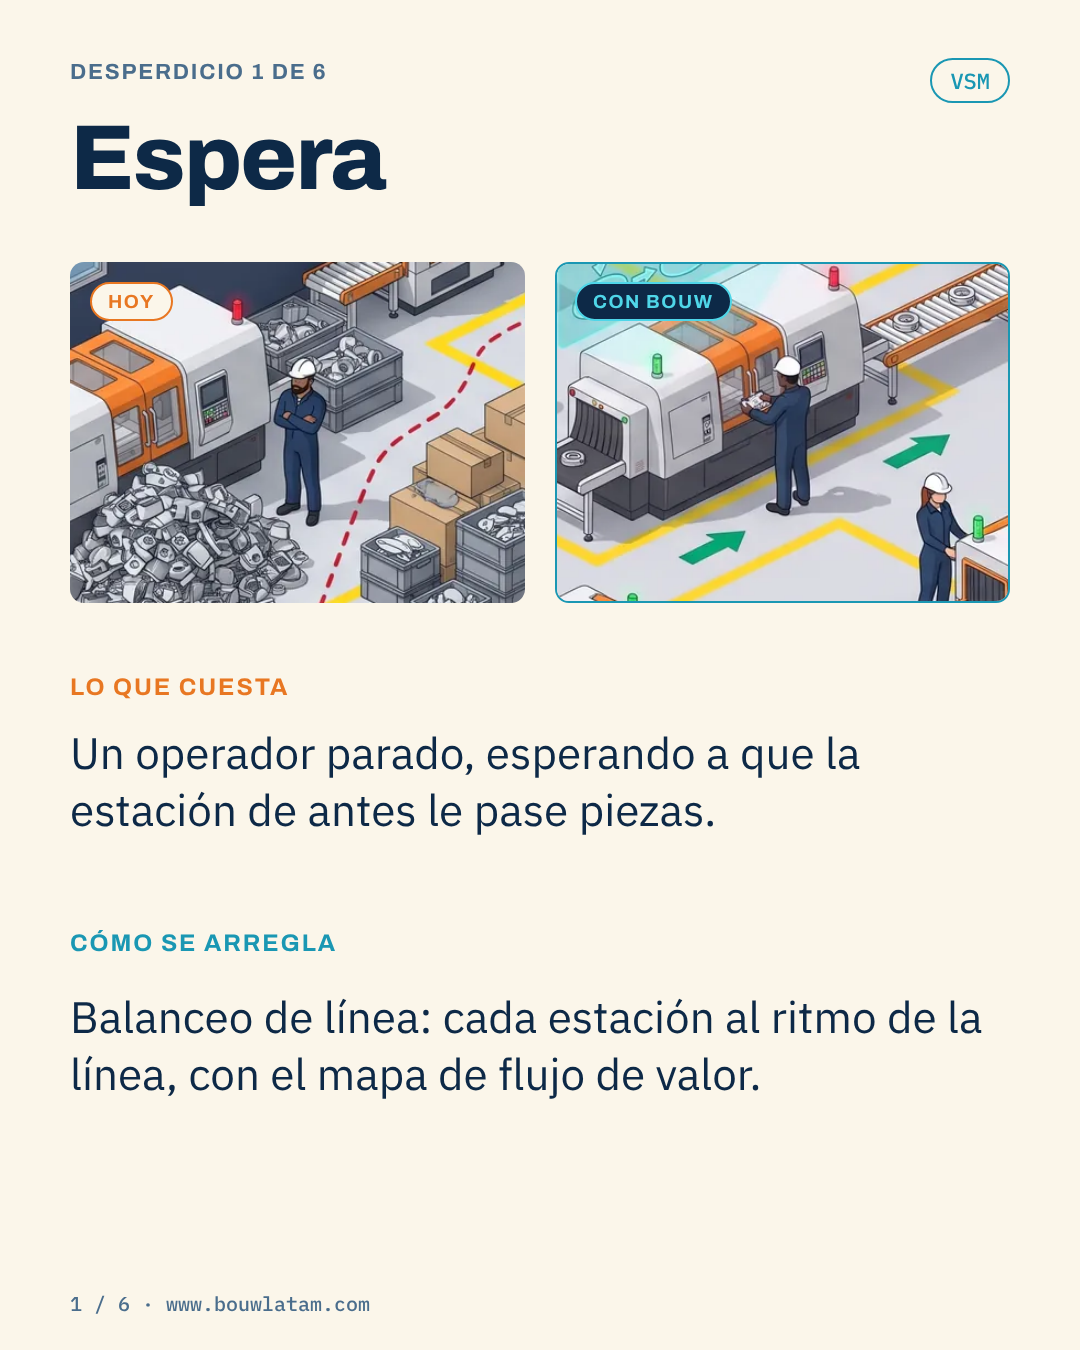 DESPERDICIO 1 DE 6
VSM
Espera
HOY
CON BOUW
LO QUE CUESTA
Un operador parado, esperando a que la
estación de antes le pase piezas.
CÓMO SE ARREGLA
Balanceo de línea: cada estación al ritmo de la
línea, con el mapa de flujo de valor.
1 / 6 · www.bouwlatam.com